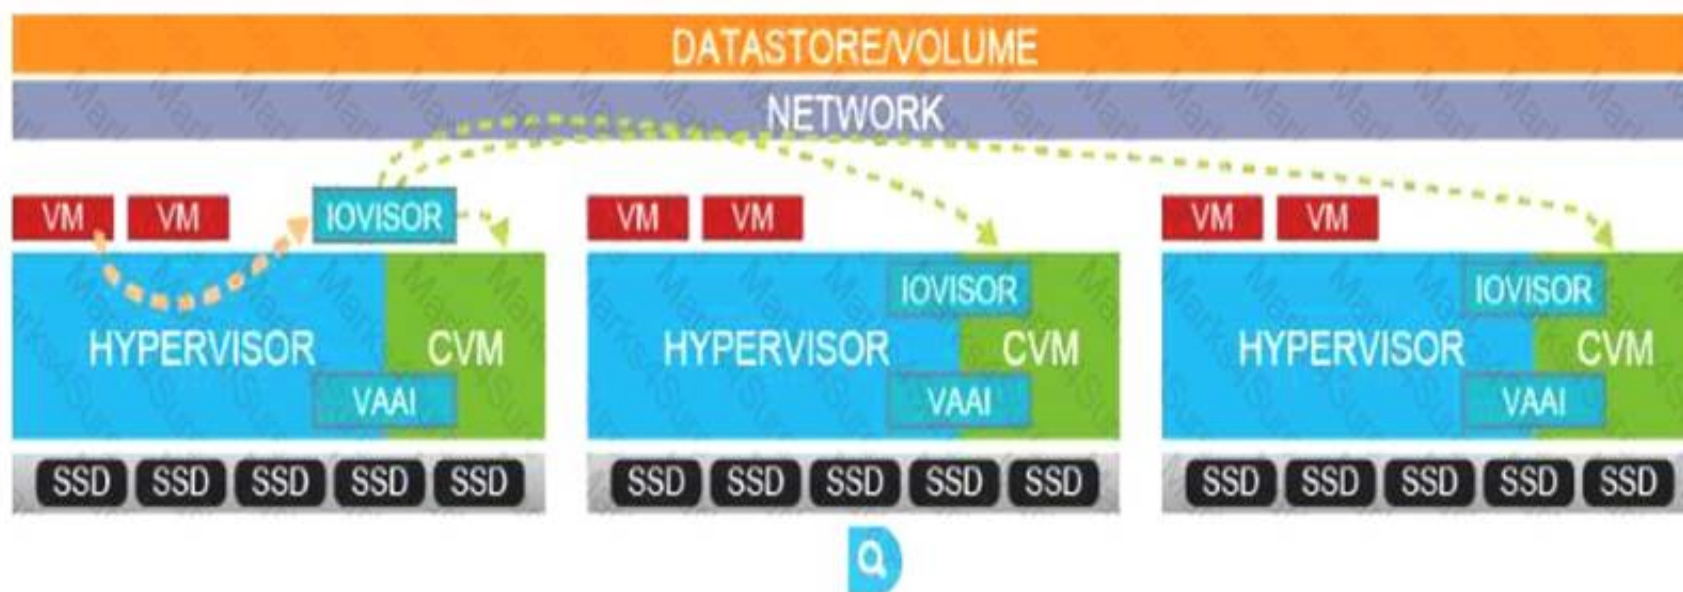 DATASTORE/VOLUME
NETWORK
VM VM IOVISOR VM VM VM VM
IOVISOR IOVISOR
HYPERVISOR CVM HYPERVISOR CVM HYPERVISOR CVM
VAAI VAAI VAAI
SSD SSD SSD SSD SSD SSD SSD SSD SSD SSD SSD SSD SSD SSD SSD